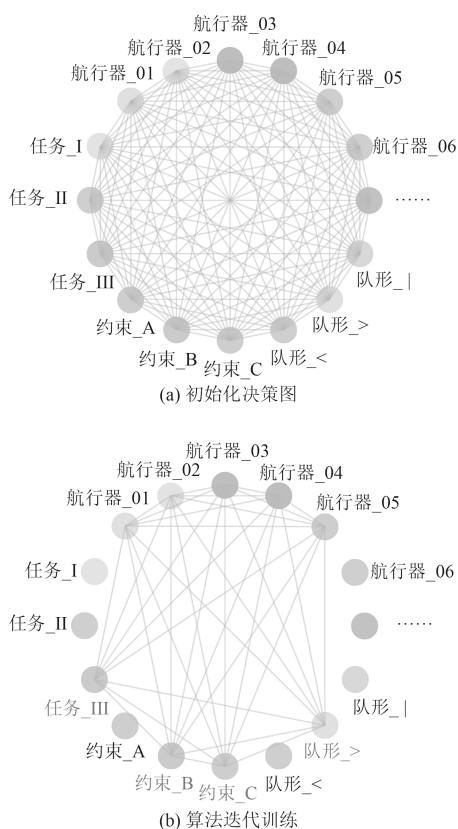 航行器_03
航行器_02
航行器_04
航行器_01
航行器_05
任务_I
航行器_06
任务_II
……
任务_III
队形_|
约束_A
队形_>
约束_B
约束_C
队形_<
(a) 初始化决策图
航行器_03
航行器_02
航行器_04
航行器_01
航行器_05
任务_I
航行器_06
任务_II
……
任务_III
队形_|
约束_A
队形_>
约束_B
约束_C
队形_<
(b) 算法迭代训练